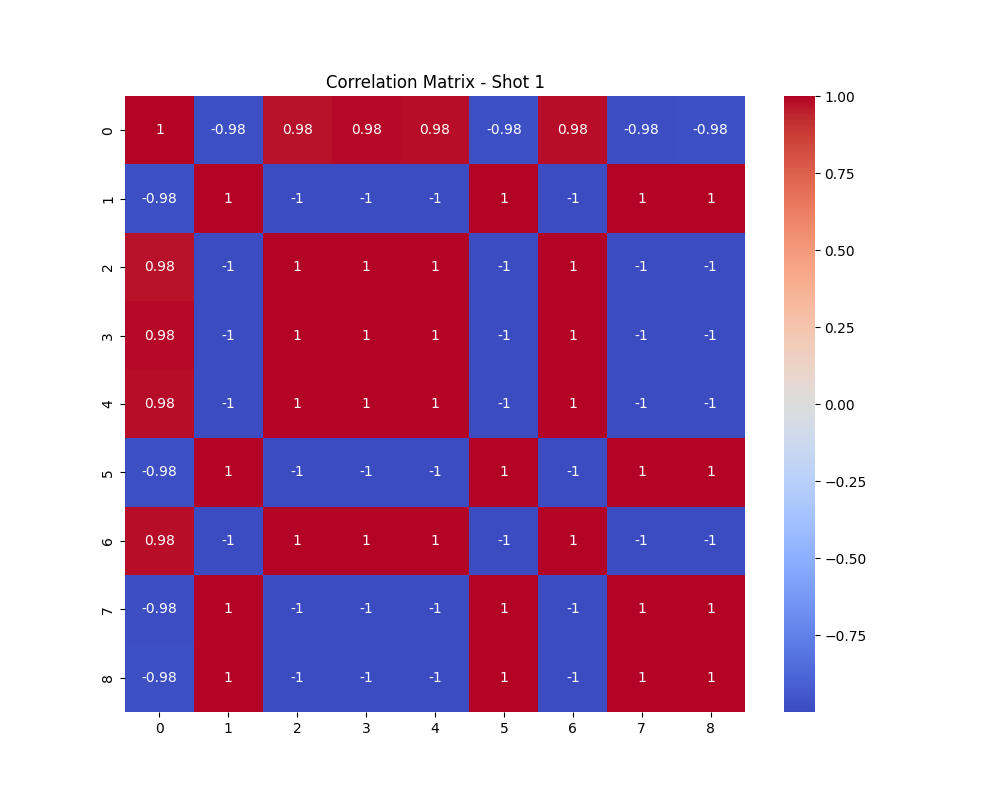 Correlation Matrix - Shot 1
0 1 -0.98 0.98 0.98 0.98 -0.98 0.98 -0.98 -0.98
1 -0.98 1 -1 -1 -1 1 -1 1 1
2 0.98 -1 1 1 1 -1 1 -1 -1
3 0.98 -1 1 1 1 -1 1 -1 -1
4 0.98 -1 1 1 1 -1 1 -1 -1
5 -0.98 1 -1 -1 -1 1 -1 1 1
6 0.98 -1 1 1 1 -1 1 -1 -1
7 -0.98 1 -1 -1 -1 1 -1 1 1
8 -0.98 1 -1 -1 -1 1 -1 1 1
0 1 2 3 4 5 6 7 8
1.00
0.75
0.50
0.25
0.00
−0.25
−0.50
−0.75